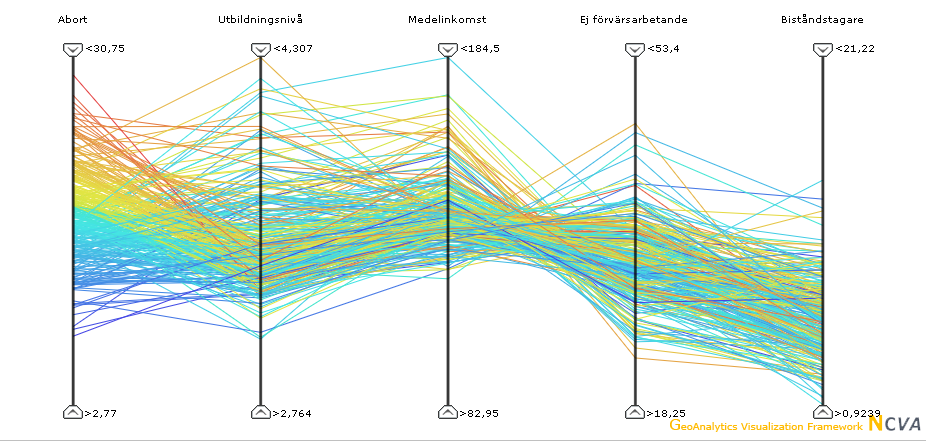 Abort Utbildningsnivå Medelinkomst Ej förvärsarbetande Biståndstagare
<30,75 <4,307 <184,5 <53,4 <21,22
>2,77 >2,764 >82,95 >18,25 >0,9239
GeoAnalytics Visualization Framework NCVA